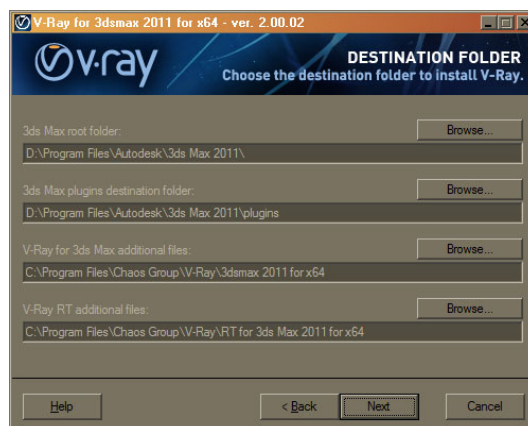 V-Ray for 3dsmax 2011 for x64 - ver. 2.00.02
v·ray
DESTINATION FOLDER
Choose the destination folder to install V-Ray.
3ds Max root folder:
Browse...
D:\Program Files\Autodesk\3ds Max 2011\
3ds Max plugins destination folder:
Browse...
D:\Program Files\Autodesk\3ds Max 2011\plugins
V-Ray for 3ds Max additional files:
Browse...
C:\Program Files\Chaos Group\V-Ray\3dsmax 2011 for x64
V-Ray RT additional files:
Browse...
C:\Program Files\Chaos Group\V-Ray\RT for 3ds Max 2011 for x64
Help
< Back
Next
Cancel